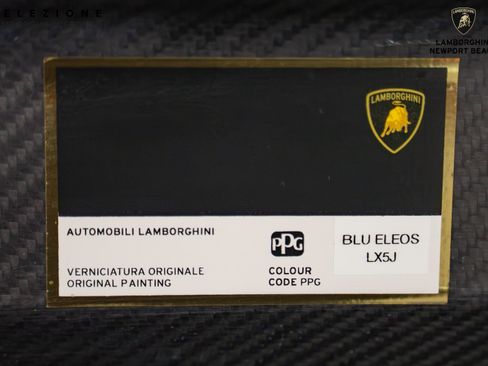 ELEZIONE
LAMBORGHINI
NEWPORT BEA
LAMBORGHINI
AUTOMOBILI LAMBORGHINI
PPG
BLU ELEOS
LX5J
VERNICIATURA ORIGINALE
ORIGINAL PAINTING
COLOUR
CODE PPG